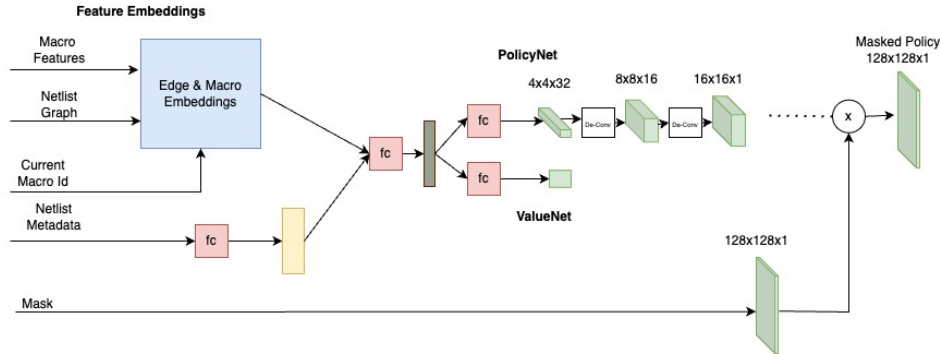 Feature Embeddings
Macro
Features
Netlist
Graph
Current
Macro Id
Netlist
Metadata
Mask
Edge & Macro
Embeddings
fc
fc
PolicyNet
fc
fc
ValueNet
4x4x32
De-Conv
8x8x16
De-Conv
16x16x1
128x128x1
x
Masked Policy
128x128x1